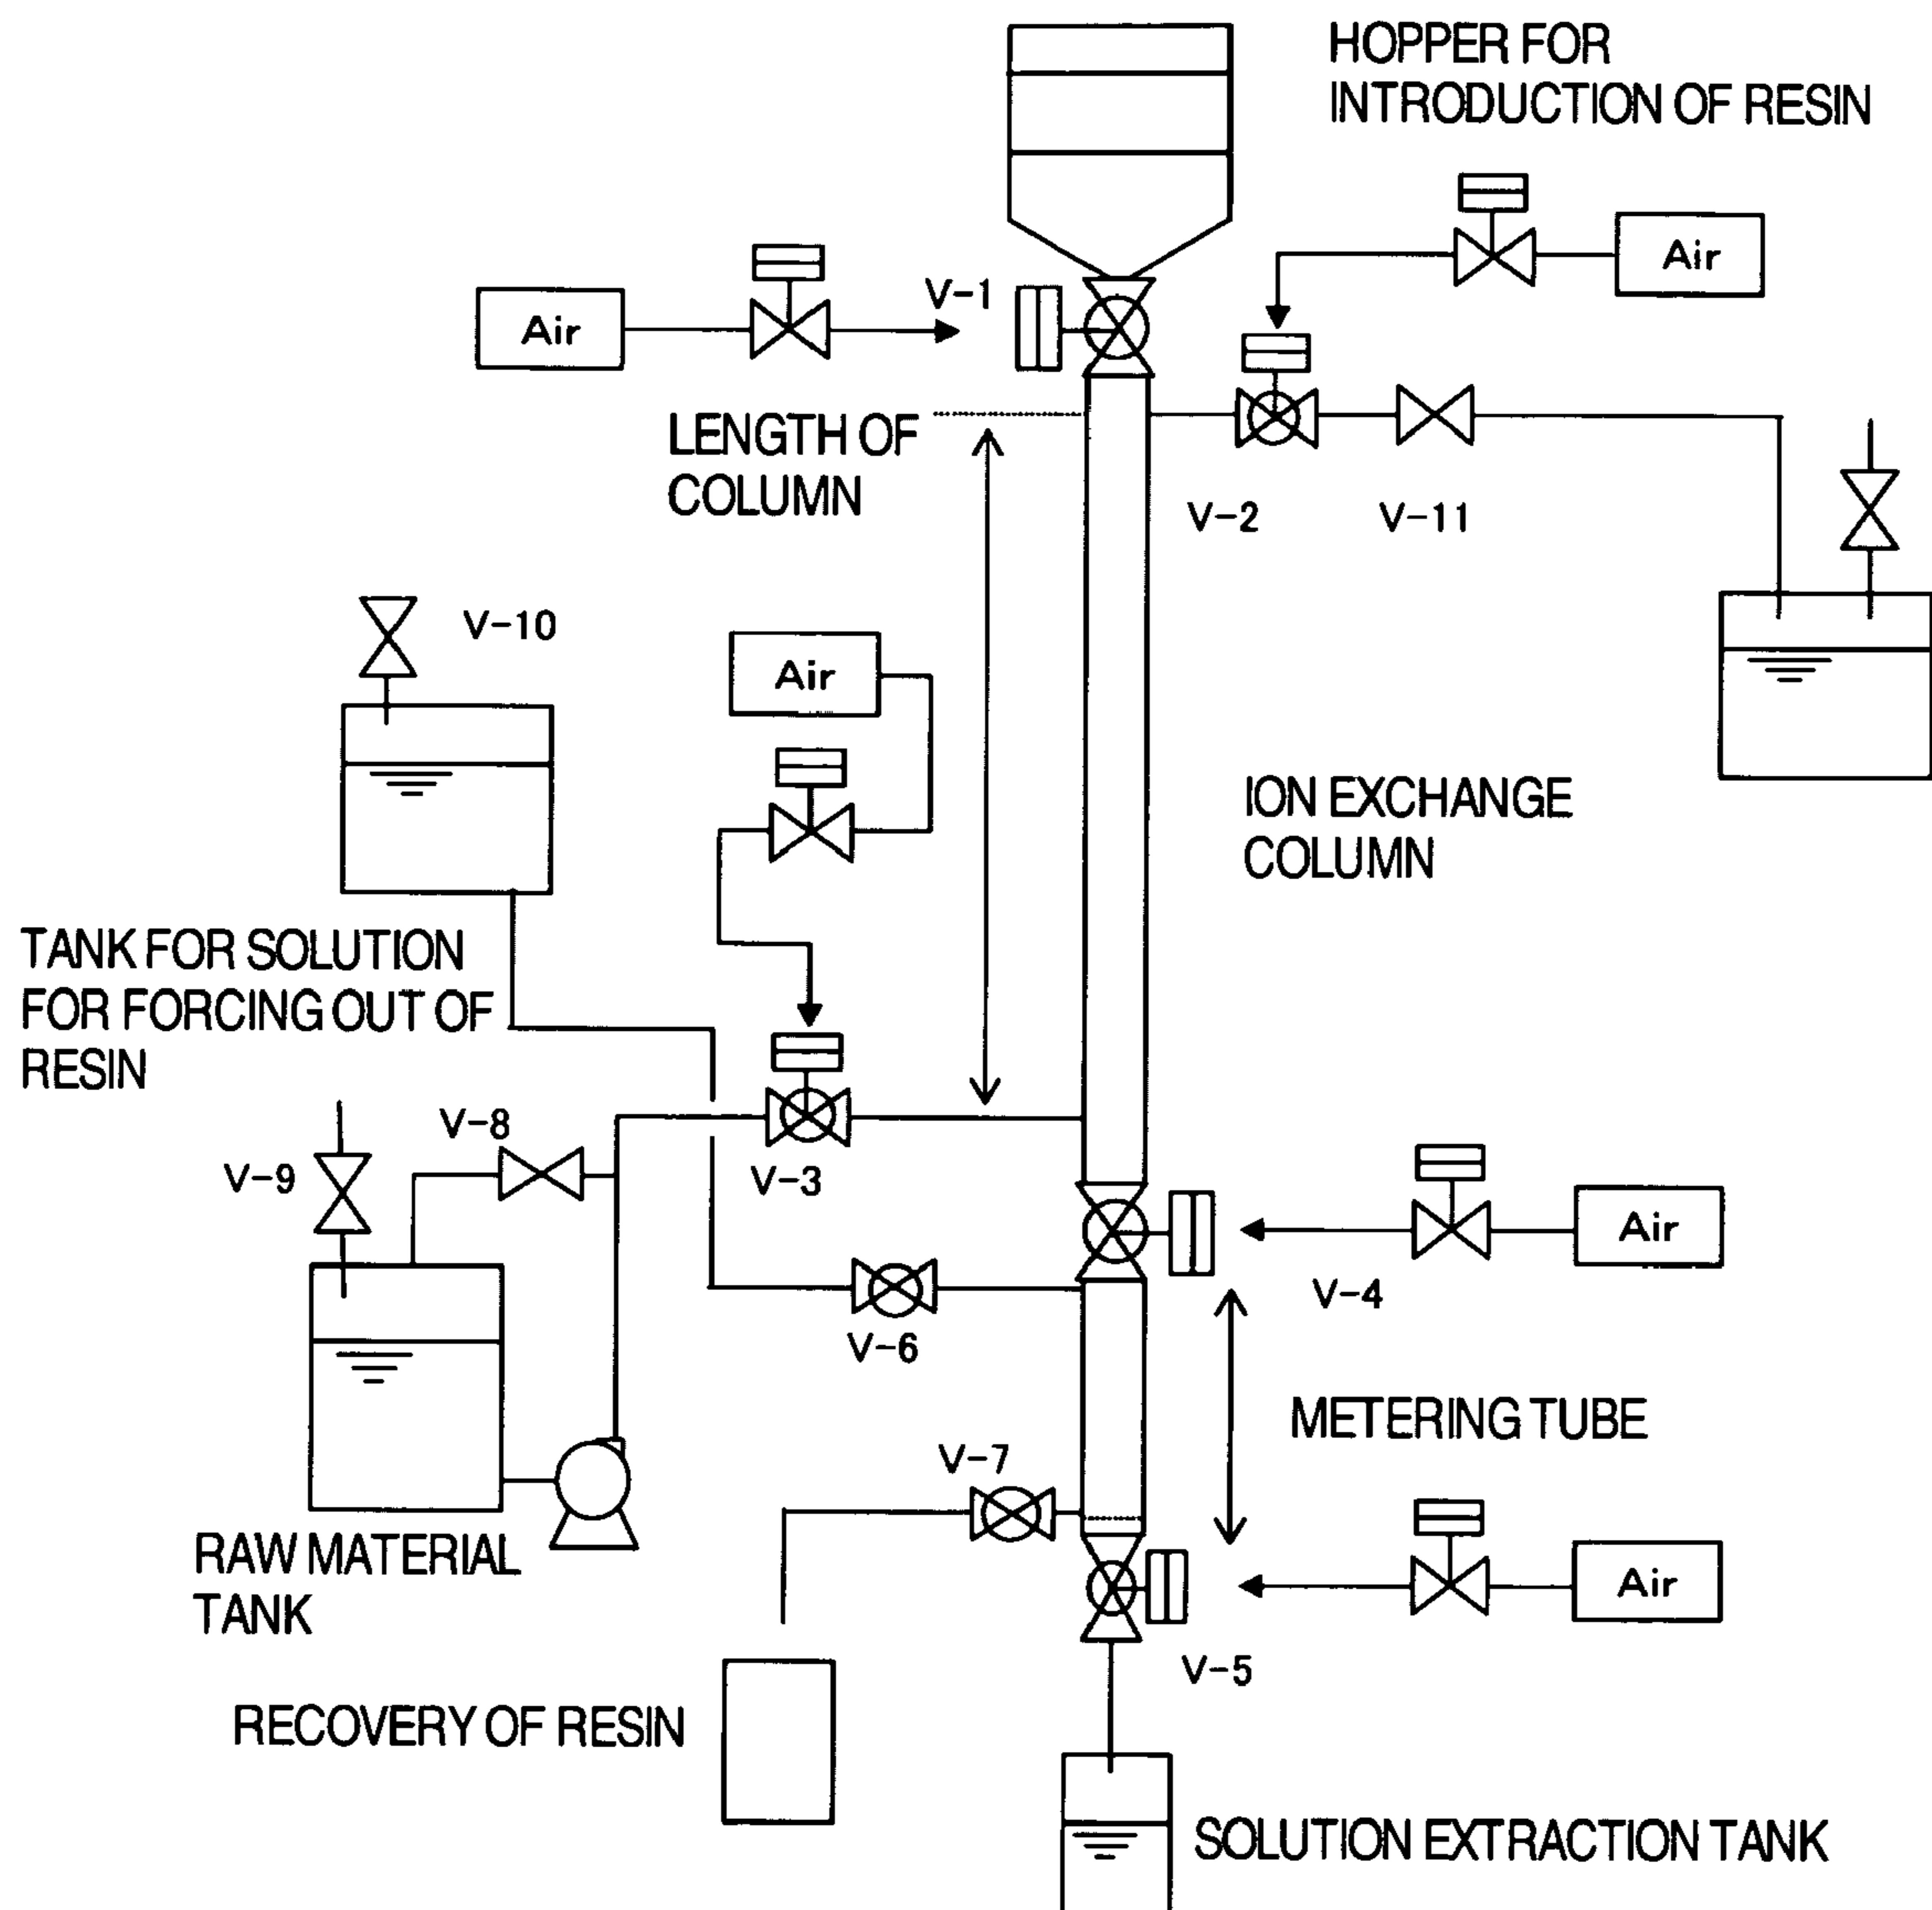 HOPPER FOR
INTRODUCTION OF RESIN
Air
V-1
Air
LENGTH OF
COLUMN
V-2
V-11
V-10
Air
ION EXCHANGE
COLUMN
TANK FOR SOLUTION
FOR FORCING OUT OF
RESIN
V-8
V-9
V-3
Air
V-4
V-6
METERING TUBE
V-7
RAW MATERIAL
TANK
Air
V-5
RECOVERY OF RESIN
SOLUTION EXTRACTION TANK